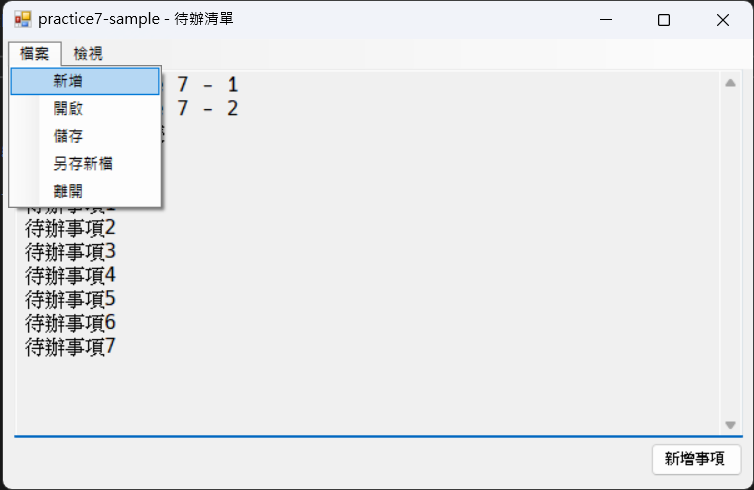 practice7-sample - 待辦清單
檔案 檢視
新增
開啟
儲存
另存新檔
離開
7 - 1
7 - 2
待辦事項2
待辦事項3
待辦事項4
待辦事項5
待辦事項6
待辦事項7
新增事項